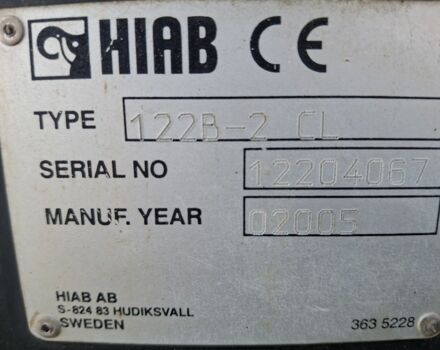 HIAB CE
TYPE 122B-2 CL
SERIAL NO 12204067
MANUF. YEAR 02005
HIAB AB
S-824 83 HUDIKSVALL
SWEDEN 363 5228